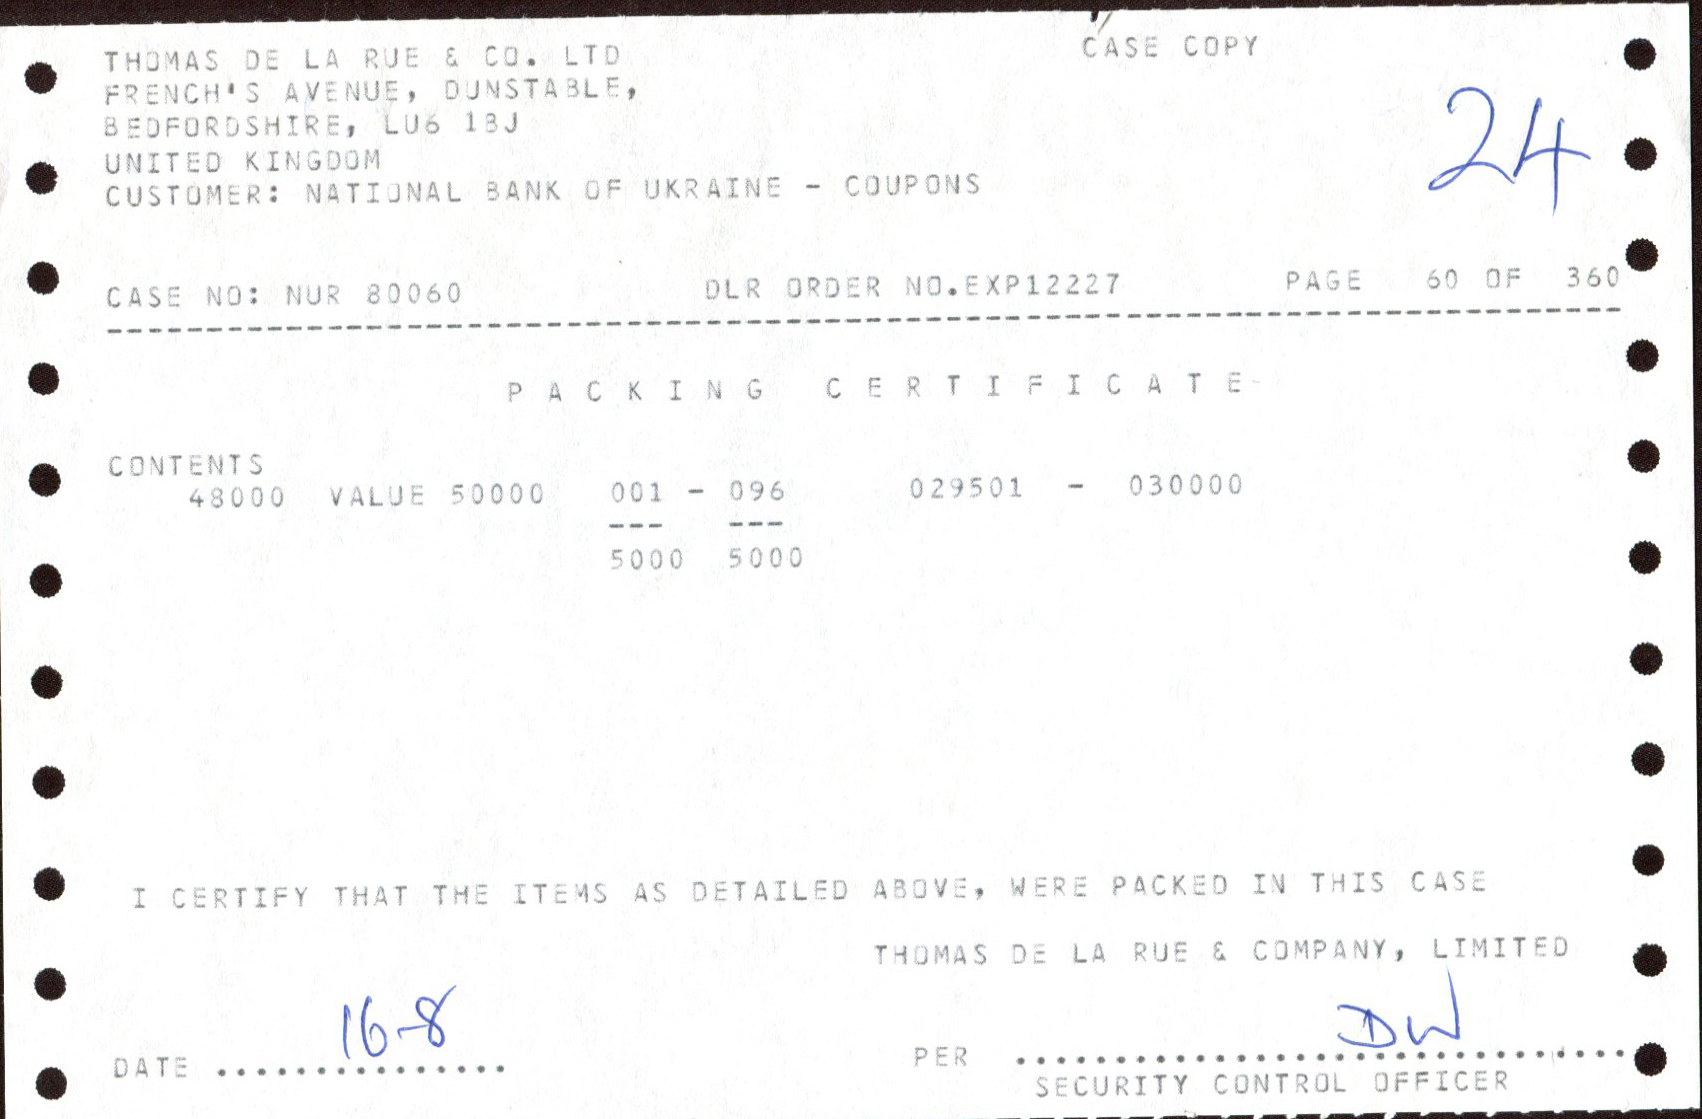 THOMAS DE LA RUE & CO. LTD
CASE COPY
FRENCH'S AVENUE, DUNSTABLE,
24
BEDFORDSHIRE, LU6 1BJ
UNITED KINGDOM
CUSTOMER: NATIONAL BANK OF UKRAINE - COUPONS
CASE NO: NUR 80060 DLR ORDER NO.EXP12227 PAGE 60 OF 360
PACKING CERTIFICATE
CONTENTS
48000 VALUE 50000 001 - 096 029501 - 030000
--- ---
5000 5000
I CERTIFY THAT THE ITEMS AS DETAILED ABOVE, WERE PACKED IN THIS CASE
THOMAS DE LA RUE & COMPANY, LIMITED
DATE 16-8
PER DW
SECURITY CONTROL OFFICER